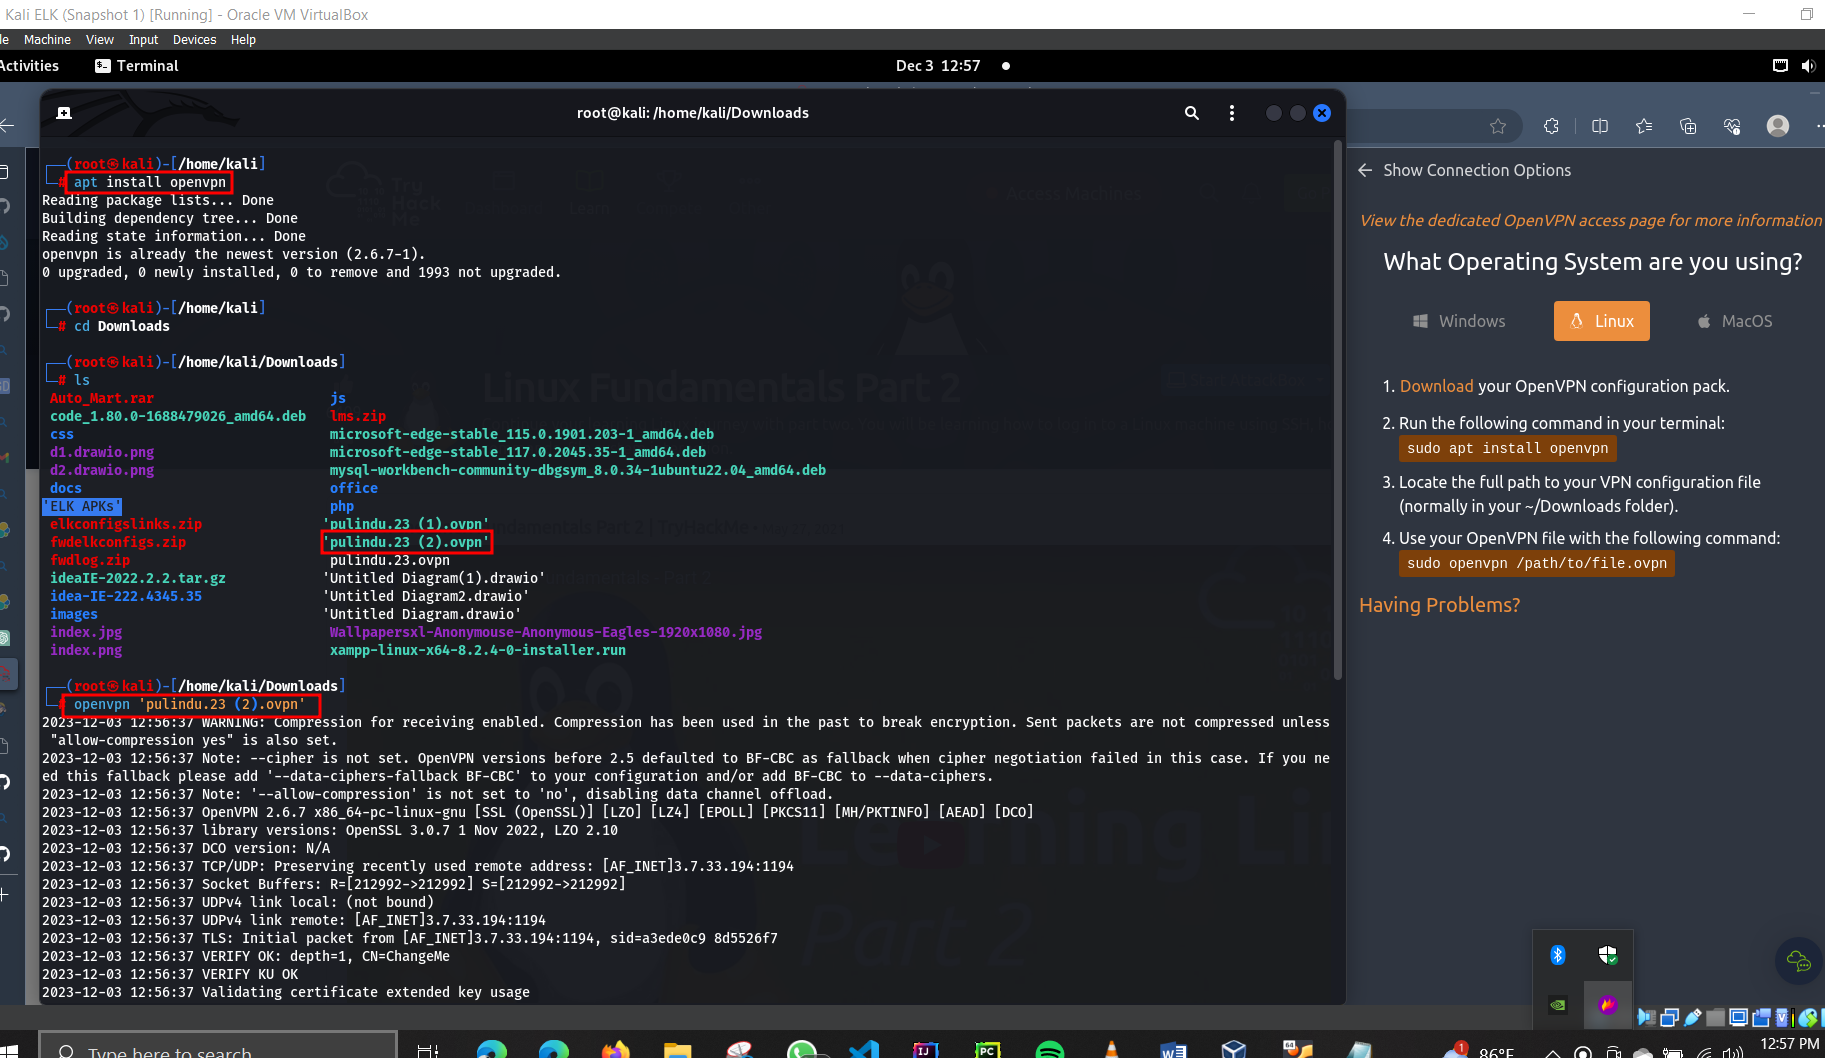 Kali ELK (Snapshot 1) [Running] - Oracle VM VirtualBox
le Machine View Input Devices Help
Activities Terminal Dec 3 12:57
root@kali: /home/kali/Downloads
┌──(root㉿kali)-[/home/kali]
└─# apt install openvpn
Reading package lists... Done
Building dependency tree... Done
Reading state information... Done
openvpn is already the newest version (2.6.7-1).
0 upgraded, 0 newly installed, 0 to remove and 1993 not upgraded.
┌──(root㉿kali)-[/home/kali]
└─# cd Downloads
┌──(root㉿kali)-[/home/kali/Downloads]
└─# ls
Auto_Mart.rar js
code_1.80.0-1688479026_amd64.deb lms.zip
css microsoft-edge-stable_115.0.1901.203-1_amd64.deb
d1.drawio.png microsoft-edge-stable_117.0.2045.35-1_amd64.deb
d2.drawio.png mysql-workbench-community-dbgsym_8.0.34-1ubuntu22.04_amd64.deb
docs office
'ELK APKs' php
elkconfigslinks.zip 'pulindu.23 (1).ovpn'
fwdelkconfigs.zip 'pulindu.23 (2).ovpn'
fwdlog.zip pulindu.23.ovpn
ideaIE-2022.2.2.tar.gz 'Untitled Diagram(1).drawio'
idea-IE-222.4345.35 'Untitled Diagram2.drawio'
images 'Untitled Diagram.drawio'
index.jpg Wallpapersxl-Anonymouse-Anonymous-Eagles-1920x1080.jpg
index.png xampp-linux-x64-8.2.4-0-installer.run
┌──(root㉿kali)-[/home/kali/Downloads]
└─# openvpn 'pulindu.23 (2).ovpn'
2023-12-03 12:56:37 WARNING: Compression for receiving enabled. Compression has been used in the past to break encryption. Sent packets are not compressed unless
"allow-compression yes" is also set.
2023-12-03 12:56:37 Note: --cipher is not set. OpenVPN versions before 2.5 defaulted to BF-CBC as fallback when cipher negotiation failed in this case. If you ne
ed this fallback please add '--data-ciphers-fallback BF-CBC' to your configuration and/or add BF-CBC to --data-ciphers.
2023-12-03 12:56:37 Note: '--allow-compression' is not set to 'no', disabling data channel offload.
2023-12-03 12:56:37 OpenVPN 2.6.7 x86_64-pc-linux-gnu [SSL (OpenSSL)] [LZO] [LZ4] [EPOLL] [PKCS11] [MH/PKTINFO] [AEAD] [DCO]
2023-12-03 12:56:37 library versions: OpenSSL 3.0.7 1 Nov 2022, LZO 2.10
2023-12-03 12:56:37 DCO version: N/A
2023-12-03 12:56:37 TCP/UDP: Preserving recently used remote address: [AF_INET]3.7.33.194:1194
2023-12-03 12:56:37 Socket Buffers: R=[212992->212992] S=[212992->212992]
2023-12-03 12:56:37 UDPv4 link local: (not bound)
2023-12-03 12:56:37 UDPv4 link remote: [AF_INET]3.7.33.194:1194
2023-12-03 12:56:37 TLS: Initial packet from [AF_INET]3.7.33.194:1194, sid=a3ede0c9 8d5526f7
2023-12-03 12:56:37 VERIFY OK: depth=1, CN=ChangeMe
2023-12-03 12:56:37 VERIFY KU OK
2023-12-03 12:56:37 Validating certificate extended key usage
Try Hack Me
Learn
Access Machines
Linux Fundamentals Part 2
Part 2
Show Connection Options
View the dedicated OpenVPN access page for more information
What Operating System are you using?
Windows Linux MacOS
1. Download your OpenVPN configuration pack.
2. Run the following command in your terminal:
sudo apt install openvpn
3. Locate the full path to your VPN configuration file
(normally in your ~/Downloads folder).
4. Use your OpenVPN file with the following command:
sudo openvpn /path/to/file.ovpn
Having Problems?
Type here to search
1
86°F
12:57 PM